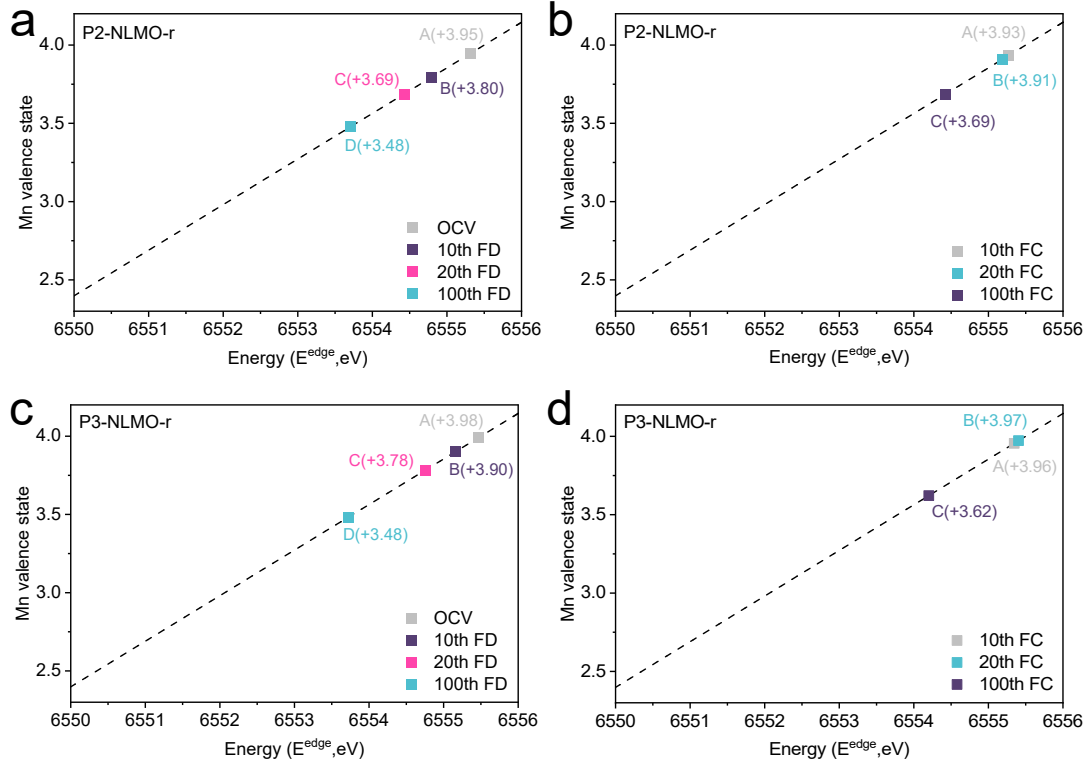 a
P2-NLMO-r
A(+3.95)
C(+3.69)
B(+3.80)
D(+3.48)
OCV
10th FD
20th FD
100th FD
4.0
3.5
3.0
2.5
Mn valence state
6550 6551 6552 6553 6554 6555 6556
Energy (E^edge,eV)
b
P2-NLMO-r
A(+3.93)
B(+3.91)
C(+3.69)
10th FC
20th FC
100th FC
4.0
3.5
3.0
2.5
Mn valence state
6550 6551 6552 6553 6554 6555 6556
Energy (E^edge,eV)
c
P3-NLMO-r
A(+3.98)
C(+3.78)
B(+3.90)
D(+3.48)
OCV
10th FD
20th FD
100th FD
4.0
3.5
3.0
2.5
Mn valence state
6550 6551 6552 6553 6554 6555 6556
Energy (E^edge,eV)
d
P3-NLMO-r
B(+3.97)
A(+3.96)
C(+3.62)
10th FC
20th FC
100th FC
4.0
3.5
3.0
2.5
Mn valence state
6550 6551 6552 6553 6554 6555 6556
Energy (E^edge,eV)